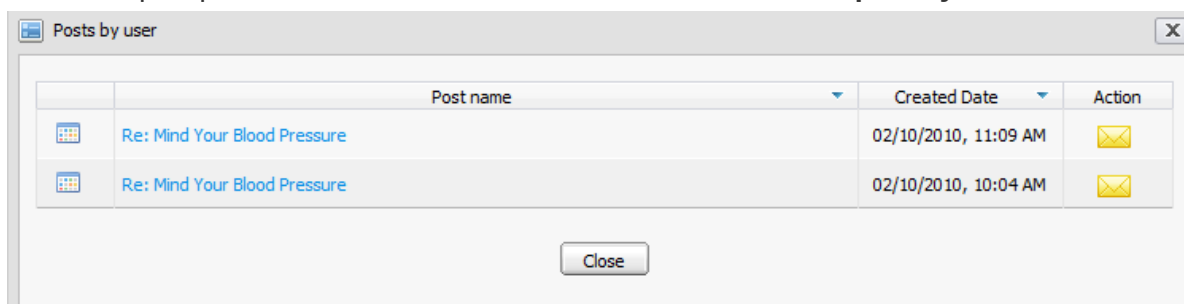 Posts by user
X
Post name Created Date Action
Re: Mind Your Blood Pressure 02/10/2010, 11:09 AM
Re: Mind Your Blood Pressure 02/10/2010, 10:04 AM
Close